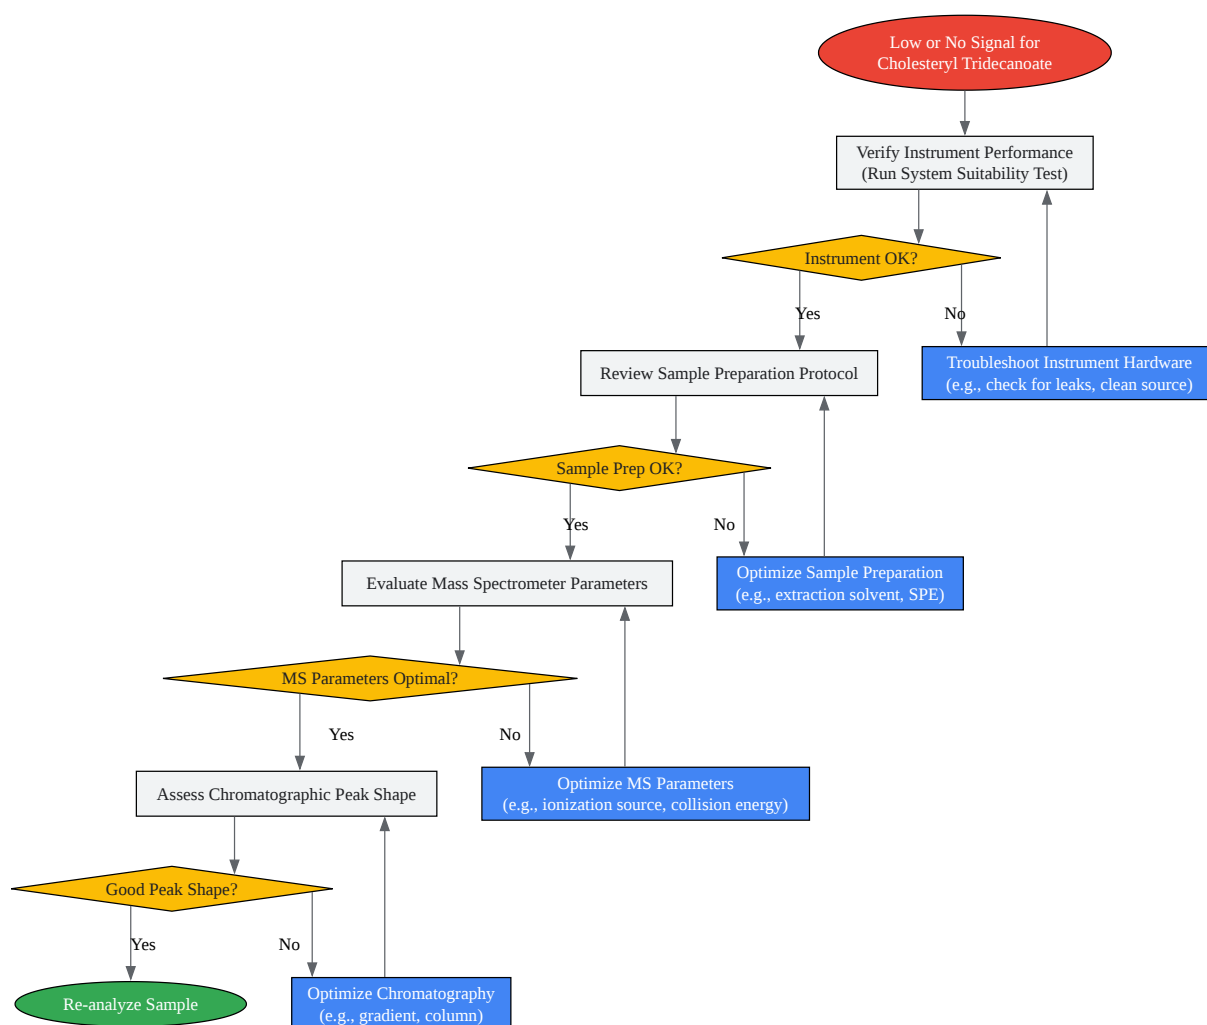 Low or No Signal for
Cholesteryl Tridecanoate
Verify Instrument Performance
(Run System Suitability Test)
Instrument OK?
Yes
No
Troubleshoot Instrument Hardware
(e.g., check for leaks, clean source)
Review Sample Preparation Protocol
Sample Prep OK?
Yes
No
Optimize Sample Preparation
(e.g., extraction solvent, SPE)
Evaluate Mass Spectrometer Parameters
MS Parameters Optimal?
Yes
No
Optimize MS Parameters
(e.g., ionization source, collision energy)
Assess Chromatographic Peak Shape
Good Peak Shape?
Yes
No
Re-analyze Sample
Optimize Chromatography
(e.g., gradient, column)